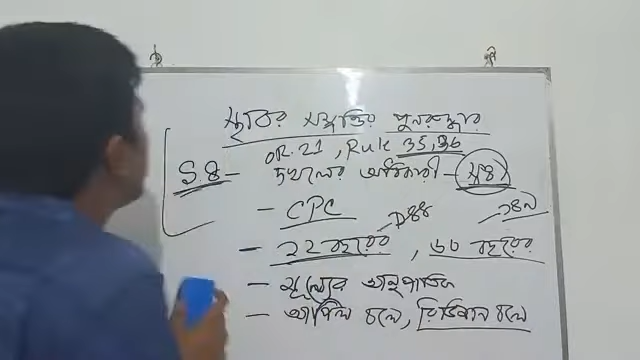 স্থাবর সম্পত্তির পুনরুদ্ধার
OR.21, Rule 35,36
S.8 – দখলের অধিকারী –
– CPC
– ১২ বছরের, ৬০ বছরের
– মূল্যের আনুপাতিক
– আপিল চলে, রিভিশন চলে